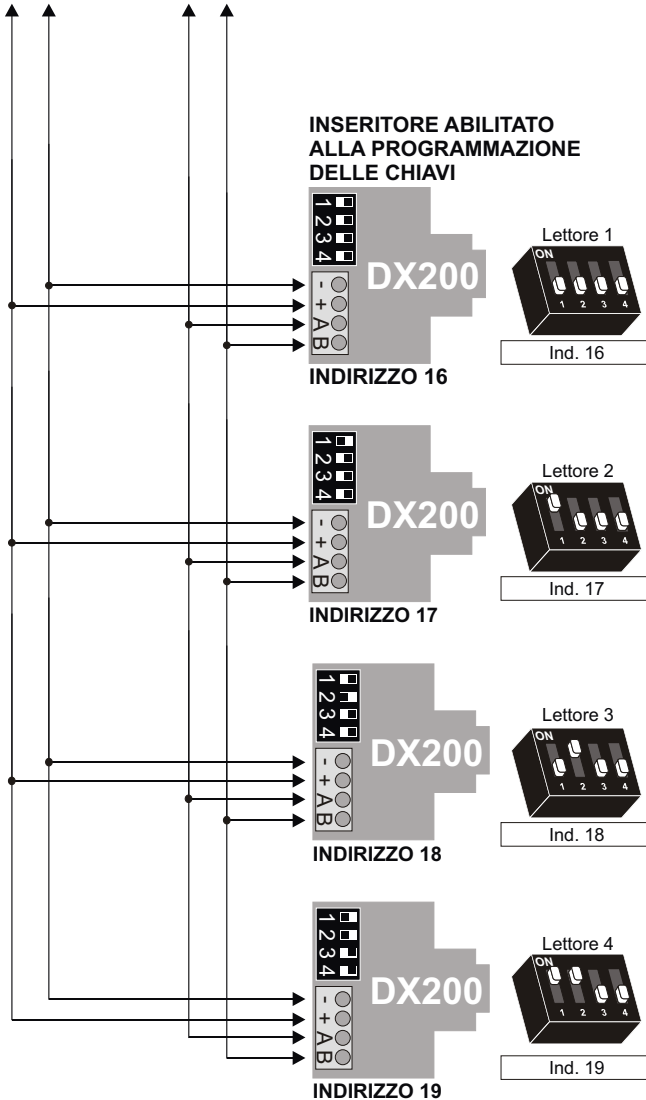 INSERITORE ABILITATO
ALLA PROGRAMMAZIONE
DELLE CHIAVI
1
2
3
4
-
+
A
B
DX200
INDIRIZZO 16
Lettore 1
ON
1 2 3 4
Ind. 16
1
2
3
4
-
+
A
B
DX200
INDIRIZZO 17
Lettore 2
ON
1 2 3 4
Ind. 17
1
2
3
4
-
+
A
B
DX200
INDIRIZZO 18
Lettore 3
ON
1 2 3 4
Ind. 18
1
2
3
4
-
+
A
B
DX200
INDIRIZZO 19
Lettore 4
ON
1 2 3 4
Ind. 19